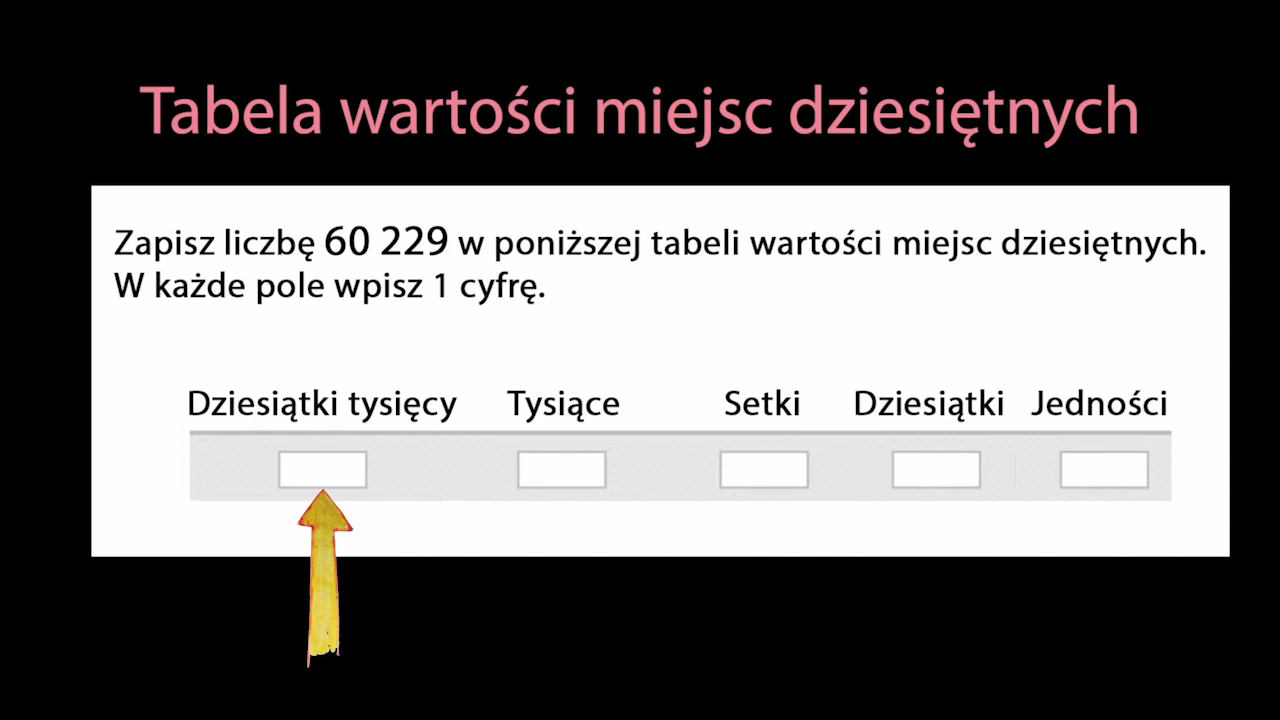 Tabela wartości miejsc dziesiętnych
Zapisz liczbę 60 229 w poniższej tabeli wartości miejsc dziesiętnych.
W każde pole wpisz 1 cyfrę.
Dziesiątki tysięcy Tysiące Setki Dziesiątki Jedności